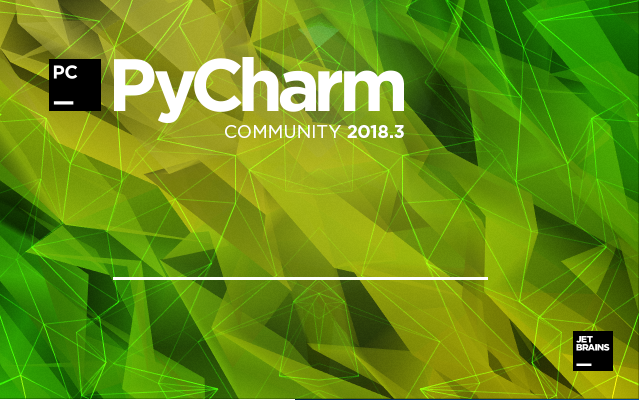 PC
PyCharm
COMMUNITY 2018.3
JET
BRAINS